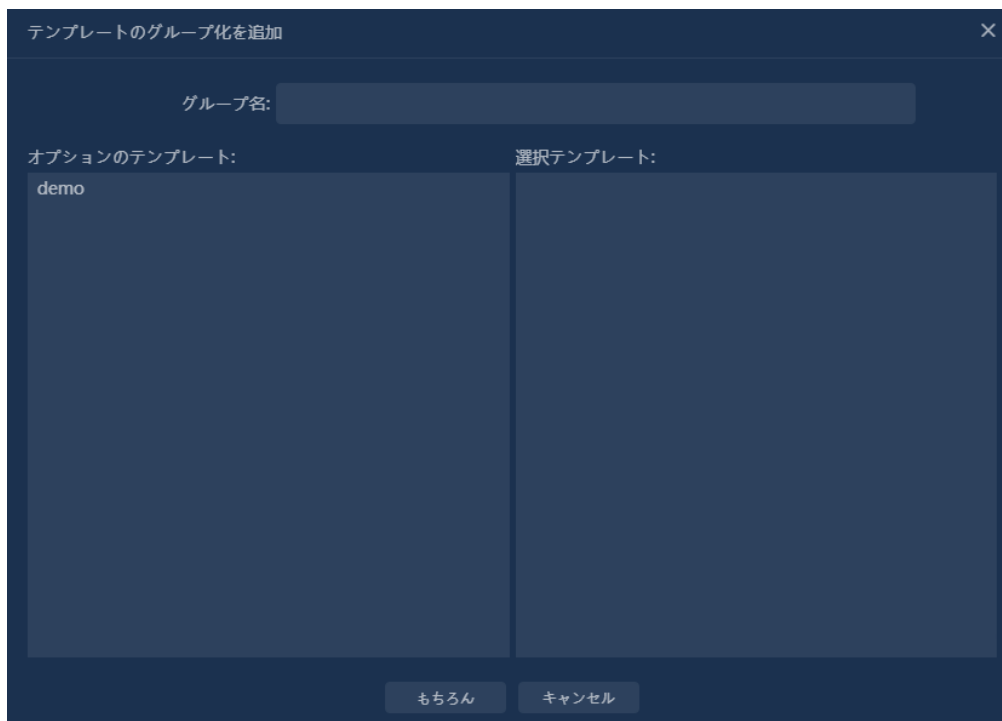 テンプレートのグループ化を追加
グループ名:
オプションのテンプレート:
選択テンプレート:
demo
もちろん
キャンセル